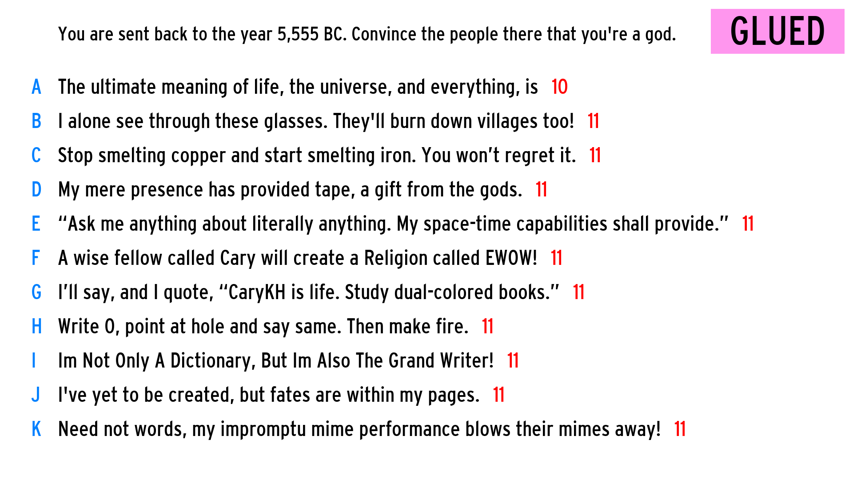 You are sent back to the year 5,555 BC. Convince the people there that you're a god.
GLUED
A The ultimate meaning of life, the universe, and everything, is 10
B I alone see through these glasses. They'll burn down villages too! 11
C Stop smelting copper and start smelting iron. You won’t regret it. 11
D My mere presence has provided tape, a gift from the gods. 11
E “Ask me anything about literally anything. My space-time capabilities shall provide.” 11
F A wise fellow called Cary will create a Religion called EWOW! 11
G I’ll say, and I quote, “CaryKH is life. Study dual-colored books.” 11
H Write O, point at hole and say same. Then make fire. 11
I Im Not Only A Dictionary, But Im Also The Grand Writer! 11
J I've yet to be created, but fates are within my pages. 11
K Need not words, my impromptu mime performance blows their mimes away! 11